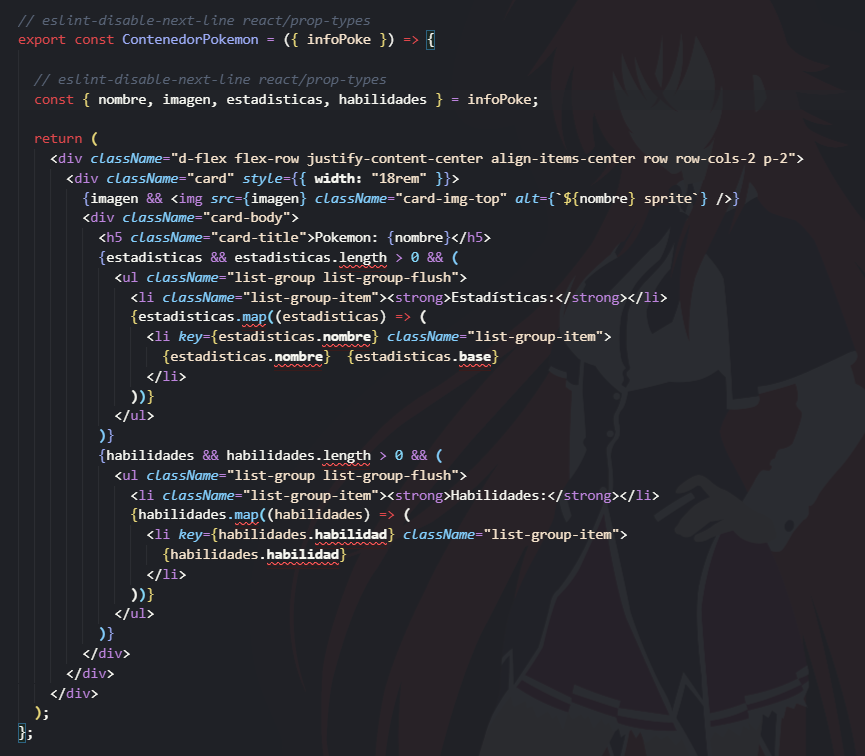 // eslint-disable-next-line react/prop-types
export const ContenedorPokemon = ({ infoPoke }) => {
// eslint-disable-next-line react/prop-types
const { nombre, imagen, estadisticas, habilidades } = infoPoke;
return (
<div className="d-flex flex-row justify-content-center align-items-center row row-cols-2 p-2">
<div className="card" style={{ width: "18rem" }}>
{imagen && <img src={imagen} className="card-img-top" alt={`${nombre} sprite`} />}
<div className="card-body">
<h5 className="card-title">Pokemon: {nombre}</h5>
{estadisticas && estadisticas.length > 0 && (
<ul className="list-group list-group-flush">
<li className="list-group-item"><strong>Estadísticas:</strong></li>
{estadisticas.map((estadisticas) => (
<li key={estadisticas.nombre} className="list-group-item">
{estadisticas.nombre}  {estadisticas.base}
</li>
))}
</ul>
)}
{habilidades && habilidades.length > 0 && (
<ul className="list-group list-group-flush">
<li className="list-group-item"><strong>Habilidades:</strong></li>
{habilidades.map((habilidades) => (
<li key={habilidades.habilidad} className="list-group-item">
{habilidades.habilidad}
</li>
))}
</ul>
)}
</div>
</div>
</div>
);
};